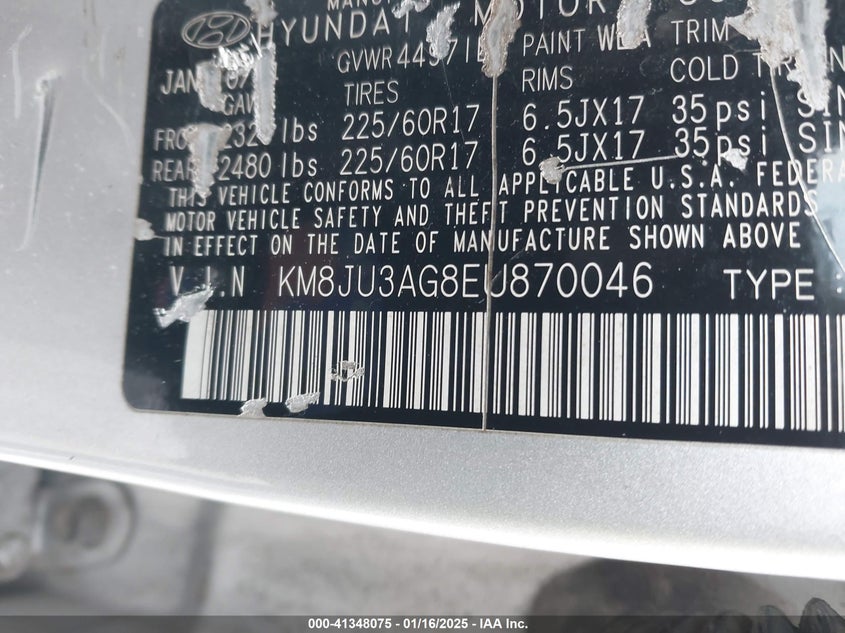 HYUNDAI MOTOR
GVWR PAINT TRIM
TIRES RIMS COLD
lbs 225/60R17 6.5JX17 35psi
REAR 2480 lbs 225/60R17 6.5JX17 35psi
THIS VEHICLE CONFORMS TO ALL APPLICABLE U.S.A.
MOTOR VEHICLE SAFETY AND THEFT PREVENTION STANDARDS
IN EFFECT ON THE DATE OF MANUFACTURE SHOWN ABOVE
V.I.N KM8JU3AG8EU870046 TYPE :
000-41348075 - 01/16/2025 - IAA Inc.